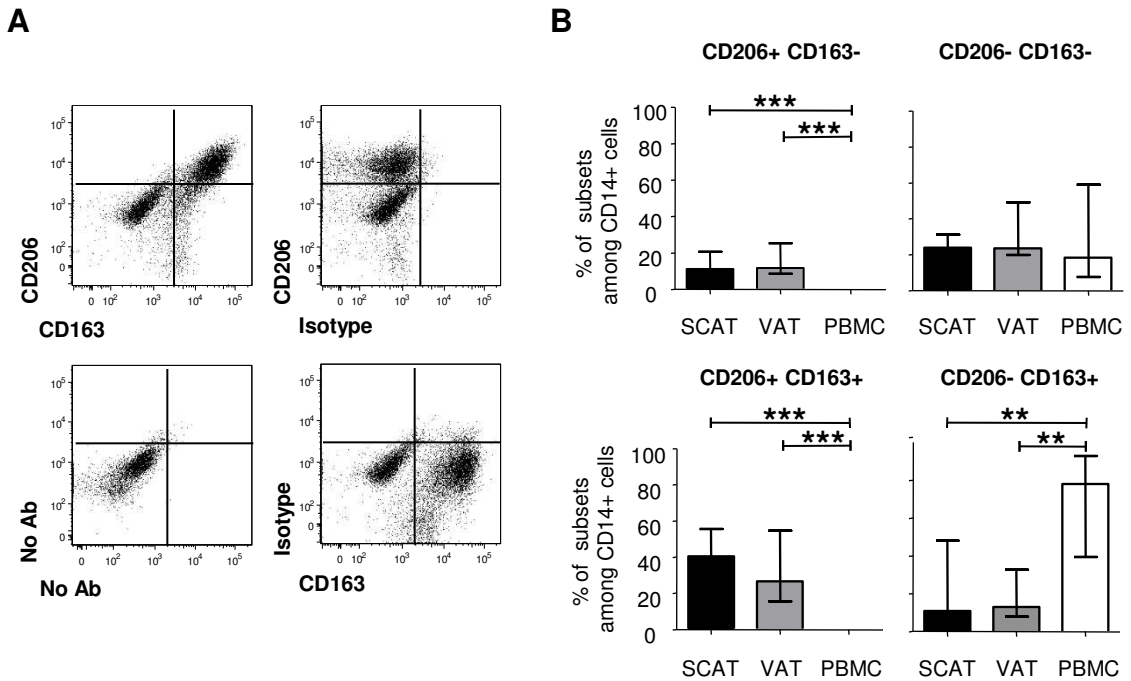 A
B
CD206+ CD163-
CD206- CD163-
10⁵
10⁴
10³
10²
0
CD206
0 10² 10³ 10⁴ 10⁵
CD163
10⁵
10⁴
10³
10²
0
CD206
0 10² 10³ 10⁴ 10⁵
Isotype
10⁵
10⁴
10³
10²
0
No Ab
0 10² 10³ 10⁴ 10⁵
No Ab
10⁵
10⁴
10³
10²
0
Isotype
0 10² 10³ 10⁴ 10⁵
CD163
% of subsets
among CD14+ cells
100
80
60
40
20
0
***
***
SCAT VAT PBMC
SCAT VAT PBMC
CD206+ CD163+
CD206- CD163+
% of subsets
among CD14+ cells
100
80
60
40
20
0
***
***
**
**
SCAT VAT PBMC
SCAT VAT PBMC